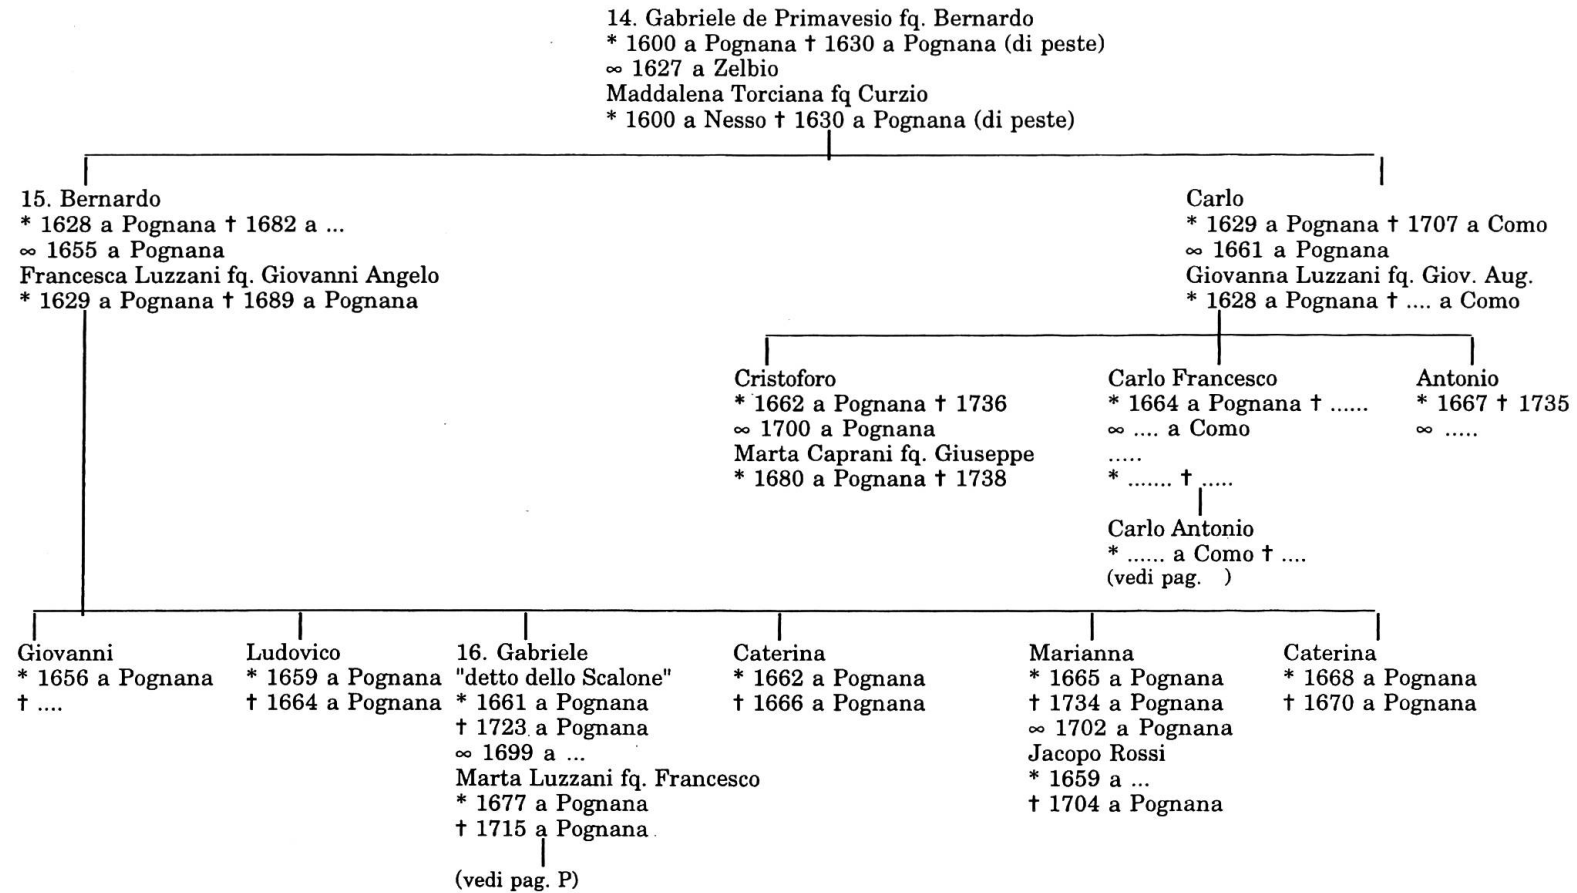 14. Gabriele de Primavesio fq. Bernardo
* 1600 a Pognana † 1630 a Pognana (di peste)
∞ 1627 a Zelbio
Maddalena Torciana fq Curzio
* 1600 a Nesso † 1630 a Pognana (di peste)
15. Bernardo
* 1628 a Pognana † 1682 a ...
∞ 1655 a Pognana
Francesca Luzzani fq. Giovanni Angelo
* 1629 a Pognana † 1689 a Pognana
Carlo
* 1629 a Pognana † 1707 a Como
∞ 1661 a Pognana
Giovanna Luzzani fq. Giov. Aug.
* 1628 a Pognana † .... a Como
Cristoforo
* 1662 a Pognana † 1736
∞ 1700 a Pognana
Marta Caprani fq. Giuseppe
* 1680 a Pognana † 1738
Carlo Francesco
* 1664 a Pognana † ......
∞ .... a Como
.....
* ....... † .....
Carlo Antonio
* ...... a Como † ....
(vedi pag. )
Antonio
* 1667 † 1735
∞ .....
Giovanni
* 1656 a Pognana
† ....
Ludovico
* 1659 a Pognana
† 1664 a Pognana
16. Gabriele
"detto dello Scalone"
* 1661 a Pognana
† 1723 a Pognana
∞ 1699 a ...
Marta Luzzani fq. Francesco
* 1677 a Pognana
† 1715 a Pognana
(vedi pag. P)
Caterina
* 1662 a Pognana
† 1666 a Pognana
Marianna
* 1665 a Pognana
† 1734 a Pognana
∞ 1702 a Pognana
Jacopo Rossi
* 1659 a ...
† 1704 a Pognana
Caterina
* 1668 a Pognana
† 1670 a Pognana